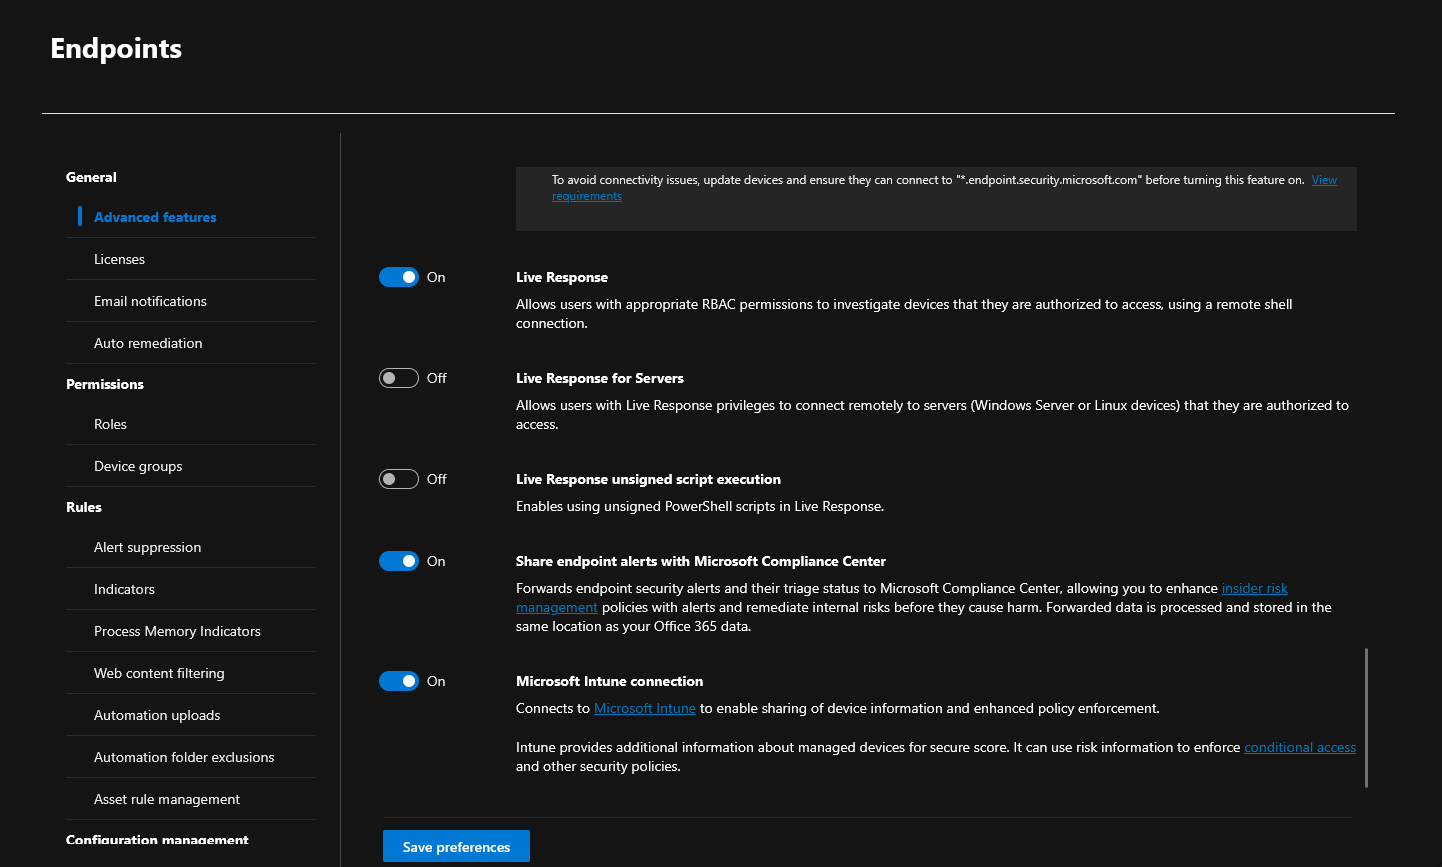 Endpoints
General
Advanced features
Licenses
Email notifications
Auto remediation
Permissions
Roles
Device groups
Rules
Alert suppression
Indicators
Process Memory Indicators
Web content filtering
Automation uploads
Automation folder exclusions
Asset rule management
Configuration management
To avoid connectivity issues, update devices and ensure they can connect to "*.endpoint.security.microsoft.com" before turning this feature on. View
requirements
On
Live Response
Allows users with appropriate RBAC permissions to investigate devices that they are authorized to access, using a remote shell
connection.
Off
Live Response for Servers
Allows users with Live Response privileges to connect remotely to servers (Windows Server or Linux devices) that they are authorized to
access.
Off
Live Response unsigned script execution
Enables using unsigned PowerShell scripts in Live Response.
On
Share endpoint alerts with Microsoft Compliance Center
Forwards endpoint security alerts and their triage status to Microsoft Compliance Center, allowing you to enhance insider risk
management policies with alerts and remediate internal risks before they cause harm. Forwarded data is processed and stored in the
same location as your Office 365 data.
On
Microsoft Intune connection
Connects to Microsoft Intune to enable sharing of device information and enhanced policy enforcement.
Intune provides additional information about managed devices for secure score. It can use risk information to enforce conditional access
and other security policies.
Save preferences